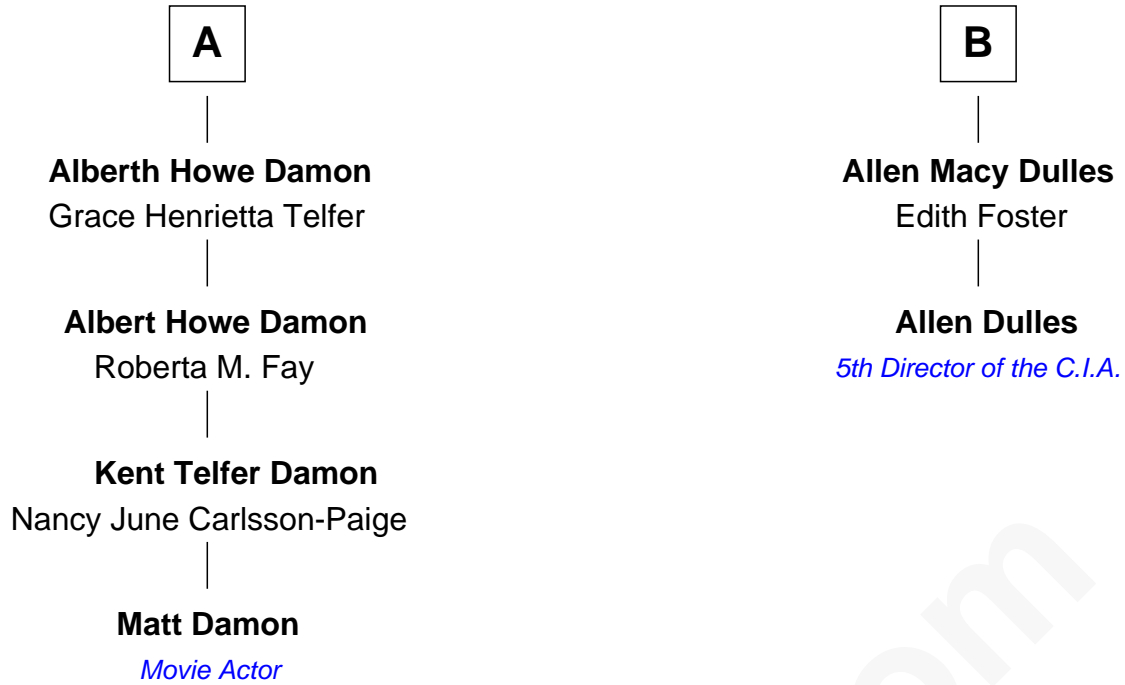 A
Alberth Howe Damon
Grace Henrietta Telfer
Albert Howe Damon
Roberta M. Fay
Kent Telfer Damon
Nancy June Carlsson-Paige
Matt Damon
Movie Actor
B
Allen Macy Dulles
Edith Foster
Allen Dulles
5th Director of the C.I.A.
om